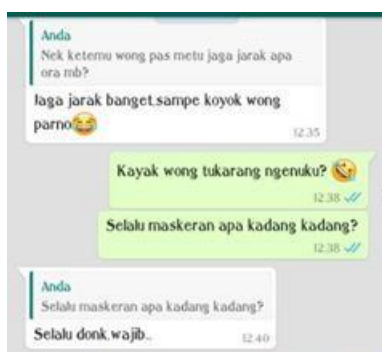 Anda
Nek ketemu wong pas metu jaga jarak apa
ora mb?
Jaga jarak banget.sampe koyok wong
parno😂
12.35
Kayak wong tukarang ngenuku? 🤣
12.38
Selalu maskeran apa kadang kadang?
12.38
Anda
Selalu maskeran apa kadang kadang?
Selalu donk.wajib..
12.40